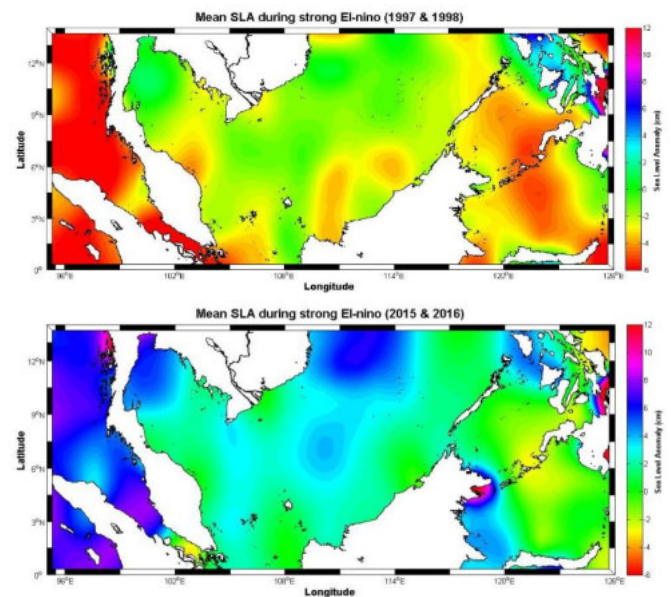 Mean SLA during strong El-nino (1997 & 1998)
12
10
8
6
4
2
0
-2
-4
-6
Sea Level Anomaly (cm)
12°N
9°N
6°N
3°N
0°
Latitude
96°E 102°E 108°E 114°E 120°E 126°E
Longitude
Mean SLA during strong El-nino (2015 & 2016)
12
10
8
6
4
2
0
-2
-4
-6
Sea Level Anomaly (cm)
12°N
9°N
6°N
3°N
0°
Latitude
96°E 102°E 108°E 114°E 120°E 126°E
Longitude